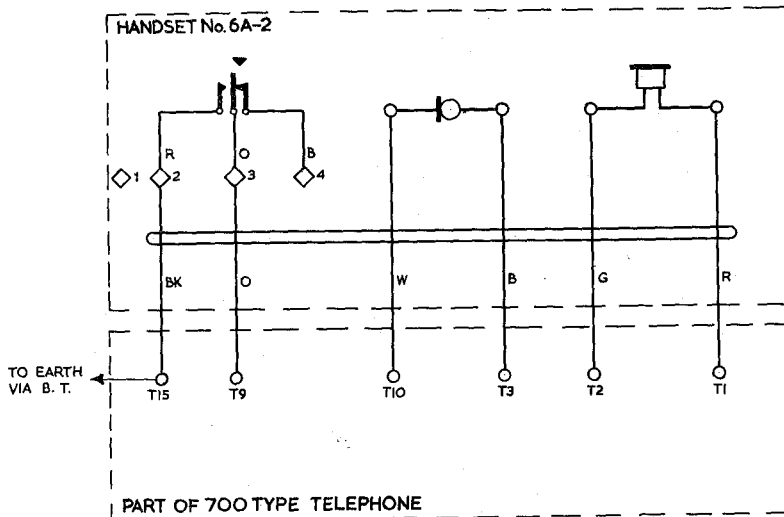 HANDSET No. 6A-2
R O B
1 2 3 4
BK O W B G R
TO EARTH
VIA B. T.
T15 T9 T10 T3 T2 T1
PART OF 700 TYPE TELEPHONE